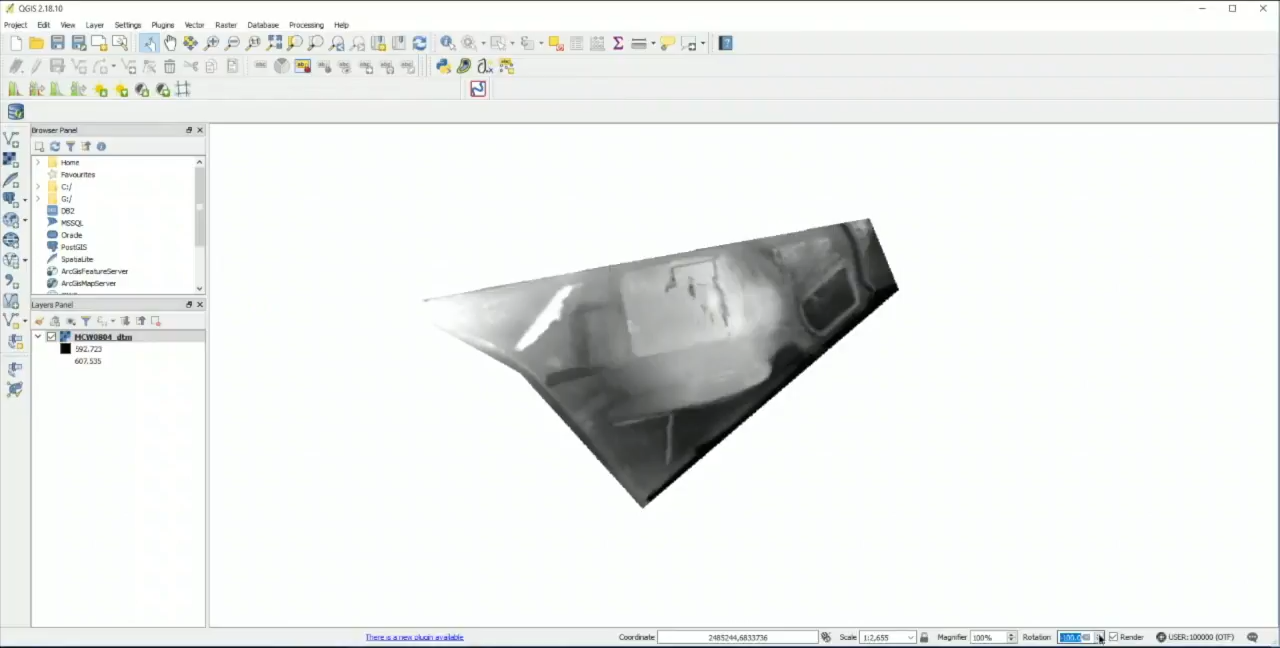 QGIS 2.18.10
Project Edit View Layer Settings Plugins Vector Raster Database Processing Help
Browser Panel
Home
Favourites
C:/
G:/
DB2
MSSQL
Oracle
PostGIS
SpatiaLite
ArcGisFeatureServer
ArcGisMapServer
Layers Panel
MCW0804_dtm
592.723
607.535
There is a new plugin available
Coordinate 2485244,6833736 Scale 1:2,655 Magnifier 100% Rotation Render USER:100000 (OTF)